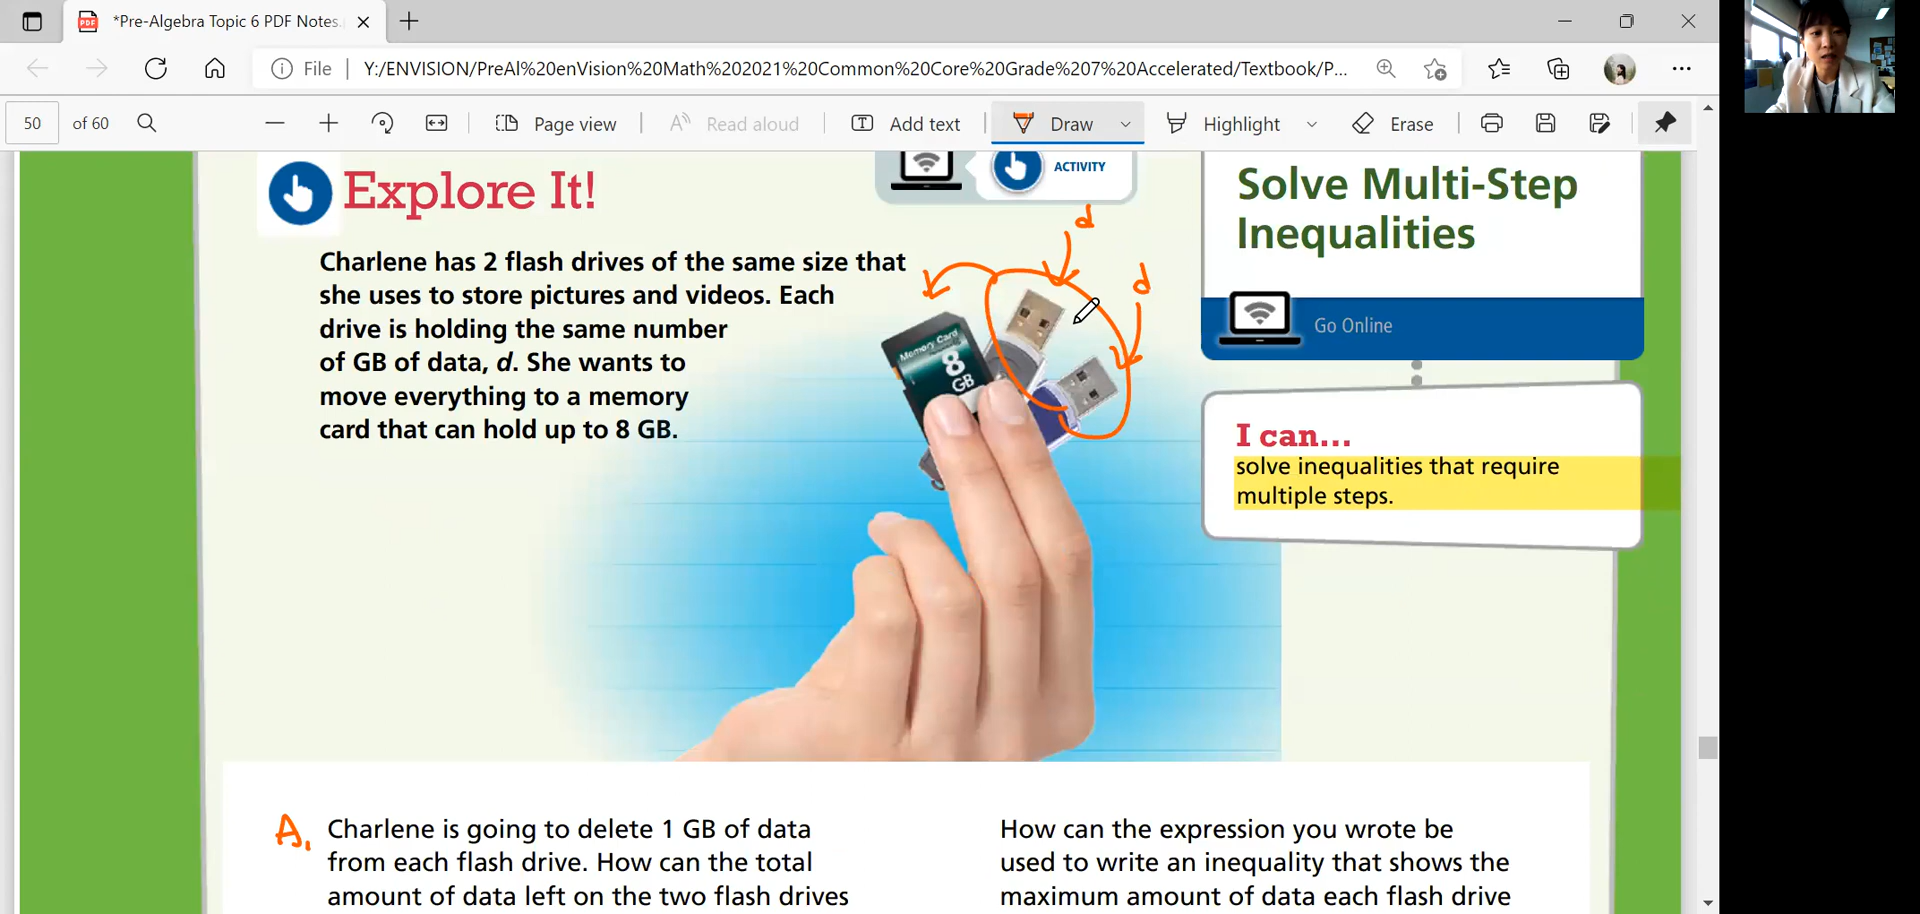 *Pre-Algebra Topic 6 PDF Notes.
File
Y:/ENVISION/PreAl%20enVision%20Math%202021%20Common%20Core%20Grade%207%20Accelerated/Textbook/P...
50 of 60
Page view
Read aloud
Add text
Draw
Highlight
Erase
ACTIVITY
Explore It!
Charlene has 2 flash drives of the same size that
she uses to store pictures and videos. Each
drive is holding the same number
of GB of data, d. She wants to
move everything to a memory
card that can hold up to 8 GB.
d
d
Memory Card
8
GB
Solve Multi-Step
Inequalities
Go Online
I can...
solve inequalities that require
multiple steps.
A.
Charlene is going to delete 1 GB of data
from each flash drive. How can the total
amount of data left on the two flash drives
How can the expression you wrote be
used to write an inequality that shows the
maximum amount of data each flash drive